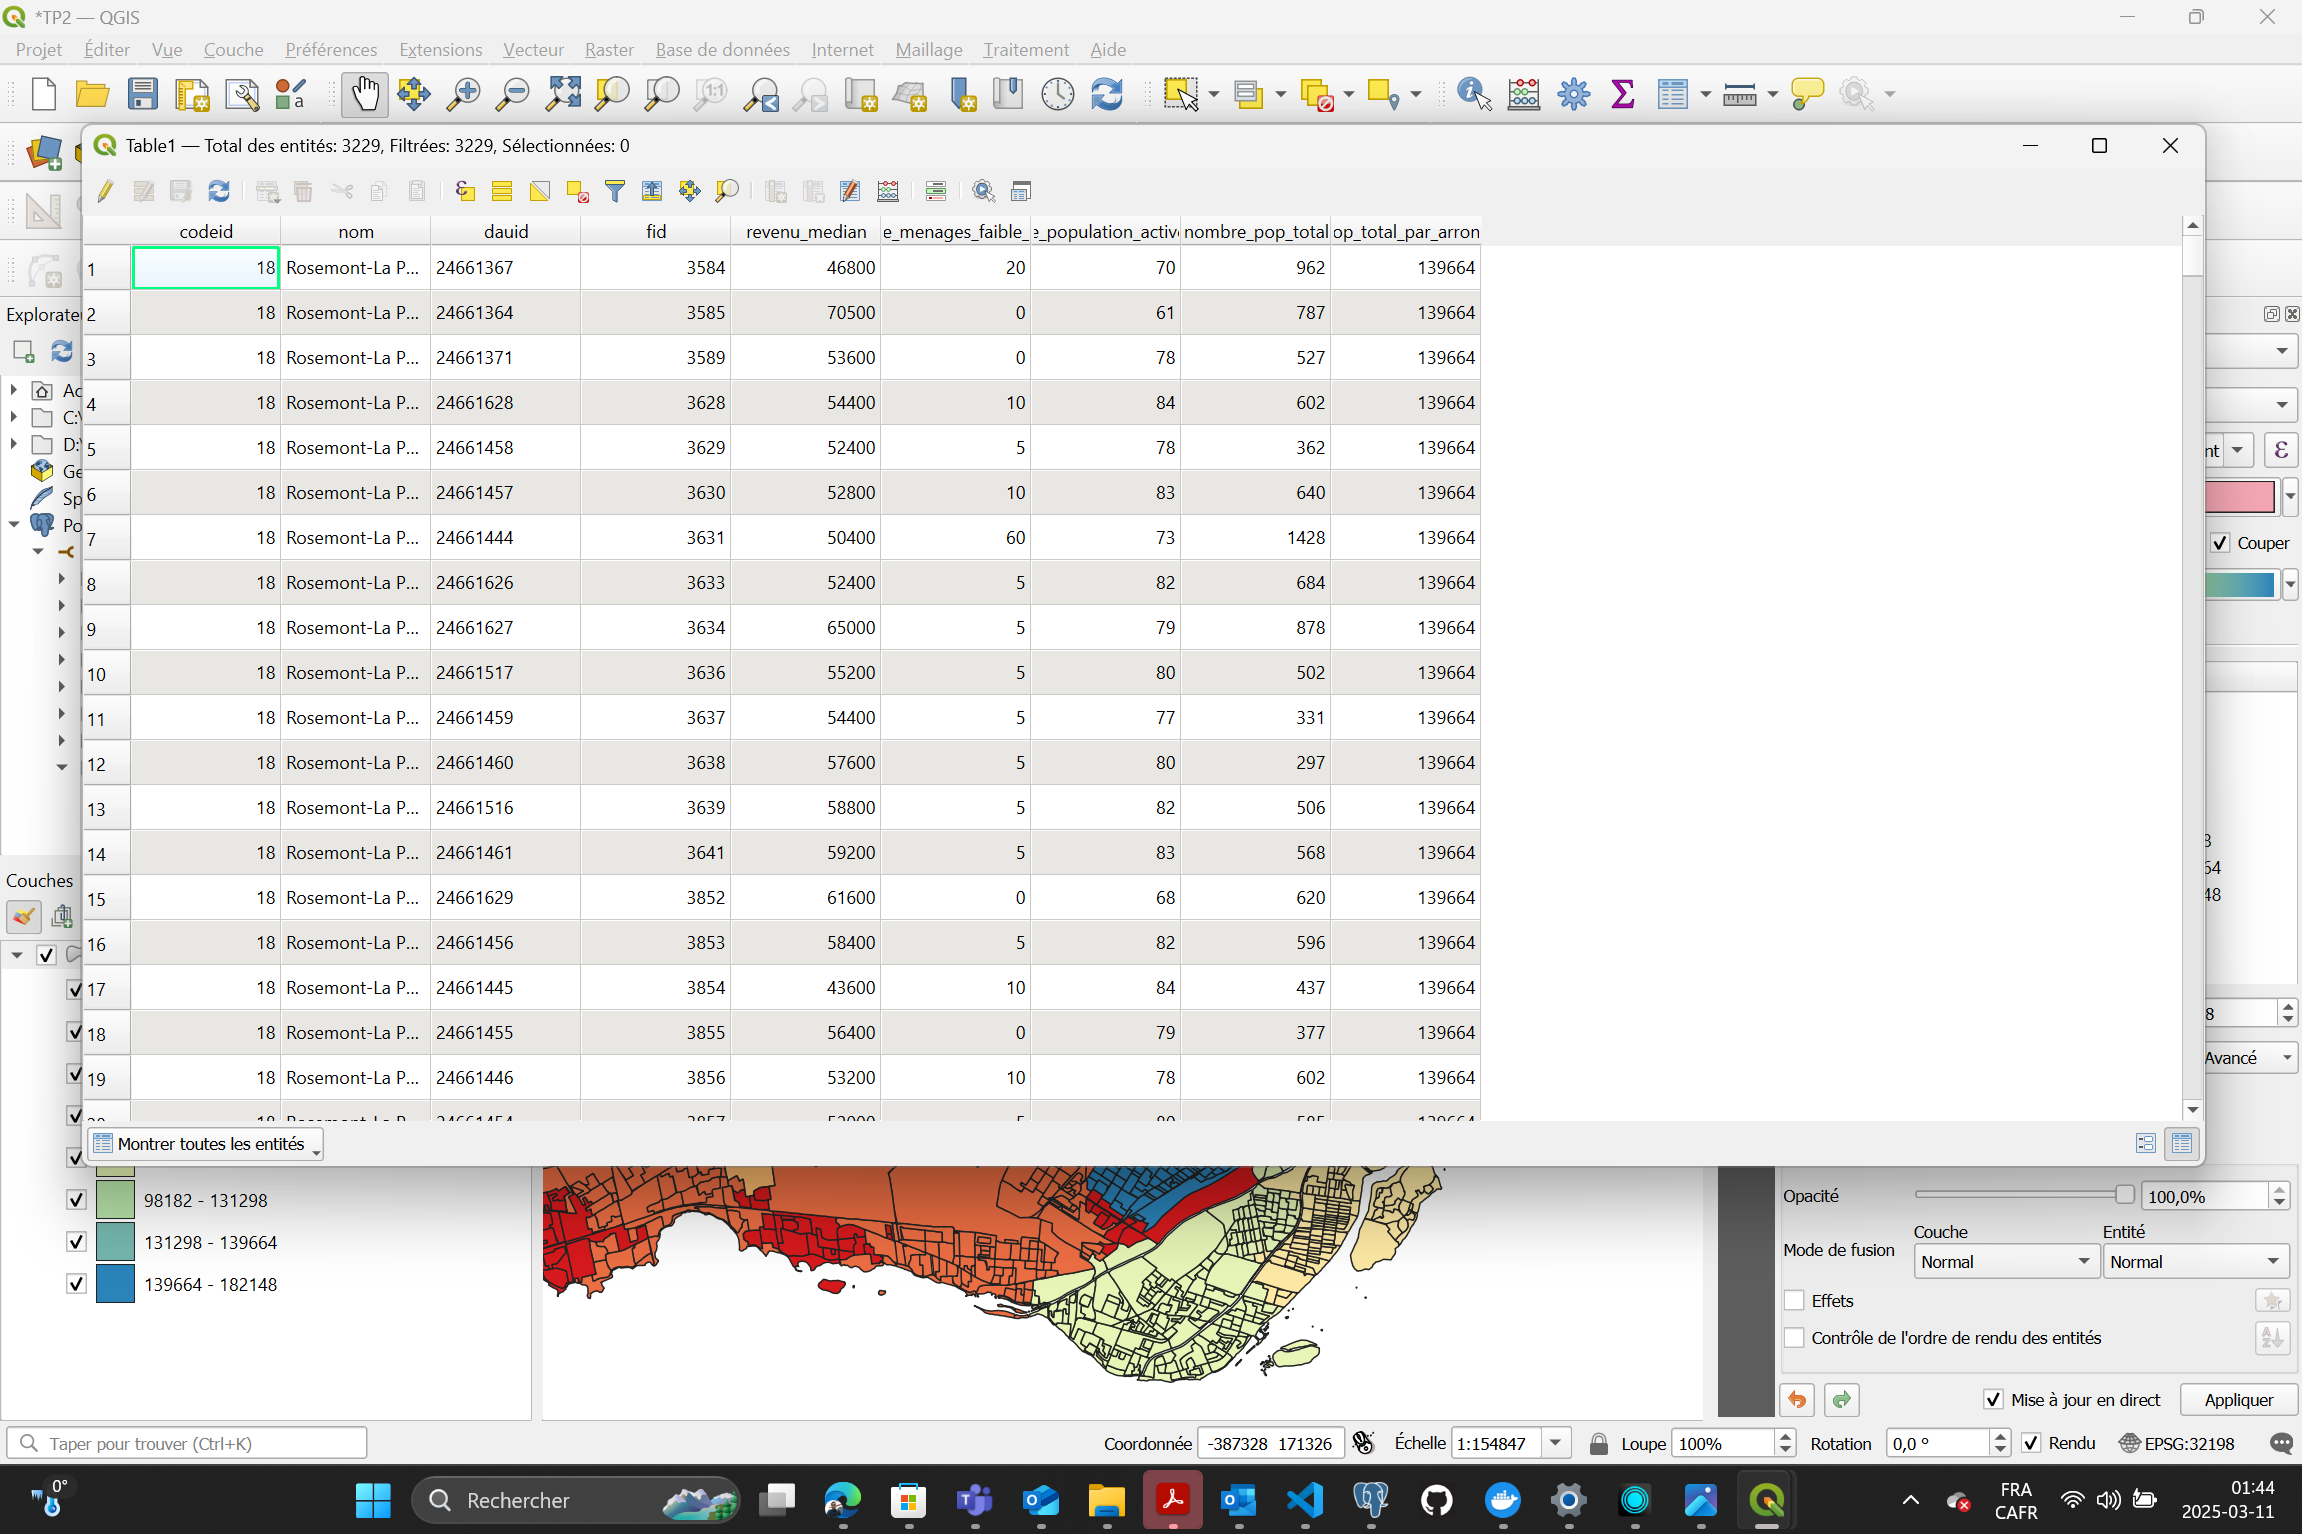 *TP2 — QGIS
Projet Éditer Vue Couche Préférences Extensions Vecteur Raster Base de données Internet Maillage Traitement Aide
Table1 — Total des entités: 3229, Filtrées: 3229, Sélectionnées: 0
codeid nom dauid fid revenu_median e_menages_faible_ e_population_activ nombre_pop_total op_total_par_arron
1 18 Rosemont-La P... 24661367 3584 46800 20 70 962 139664
2 18 Rosemont-La P... 24661364 3585 70500 0 61 787 139664
3 18 Rosemont-La P... 24661371 3589 53600 0 78 527 139664
4 18 Rosemont-La P... 24661628 3628 54400 10 84 602 139664
5 18 Rosemont-La P... 24661458 3629 52400 5 78 362 139664
6 18 Rosemont-La P... 24661457 3630 52800 10 83 640 139664
7 18 Rosemont-La P... 24661444 3631 50400 60 73 1428 139664
8 18 Rosemont-La P... 24661626 3633 52400 5 82 684 139664
9 18 Rosemont-La P... 24661627 3634 65000 5 79 878 139664
10 18 Rosemont-La P... 24661517 3636 55200 5 80 502 139664
11 18 Rosemont-La P... 24661459 3637 54400 5 77 331 139664
12 18 Rosemont-La P... 24661460 3638 57600 5 80 297 139664
13 18 Rosemont-La P... 24661516 3639 58800 5 82 506 139664
14 18 Rosemont-La P... 24661461 3641 59200 5 83 568 139664
15 18 Rosemont-La P... 24661629 3852 61600 0 68 620 139664
16 18 Rosemont-La P... 24661456 3853 58400 5 82 596 139664
17 18 Rosemont-La P... 24661445 3854 43600 10 84 437 139664
18 18 Rosemont-La P... 24661455 3855 56400 0 79 377 139664
19 18 Rosemont-La P... 24661446 3856 53200 10 78 602 139664
Montrer toutes les entités
Explorate
Ac
C:\
D:\
Ge
Sp
Po
Couches
98182 - 131298
131298 - 139664
139664 - 182148
nt
Couper
64
48
8
Avancé
Opacité 100,0%
Couche Entité
Mode de fusion Normal Normal
Effets
Contrôle de l'ordre de rendu des entités
Mise à jour en direct Appliquer
Taper pour trouver (Ctrl+K) Coordonnée -387328 171326 Échelle 1:154847 Loupe 100% Rotation 0,0 ° Rendu EPSG:32198
0° Rechercher FRA 01:44
CAFR 2025-03-11